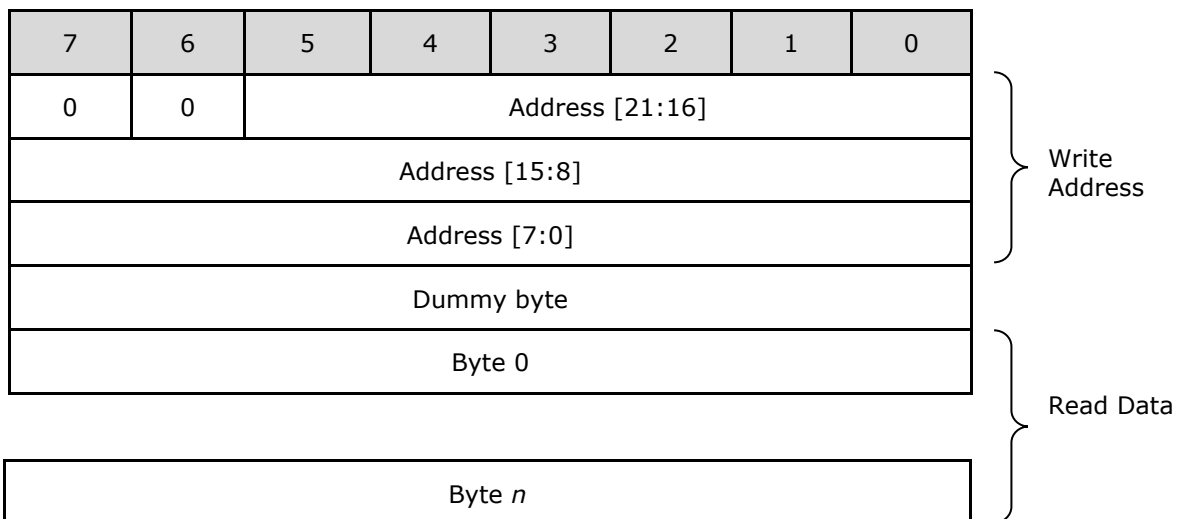 7 6 5 4 3 2 1 0
0 0 Address [21:16]
Address [15:8]
Write
Address
Address [7:0]
Dummy byte
Byte 0
Read Data
Byte n